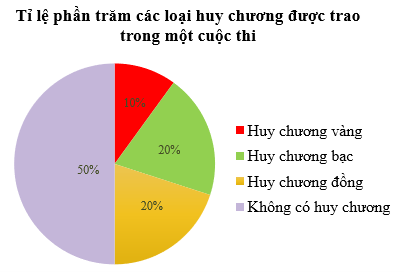 Tỉ lệ phần trăm các loại huy chương được trao
trong một cuộc thi
10%
20%
50%
20%
Huy chương vàng
Huy chương bạc
Huy chương đồng
Không có huy chương